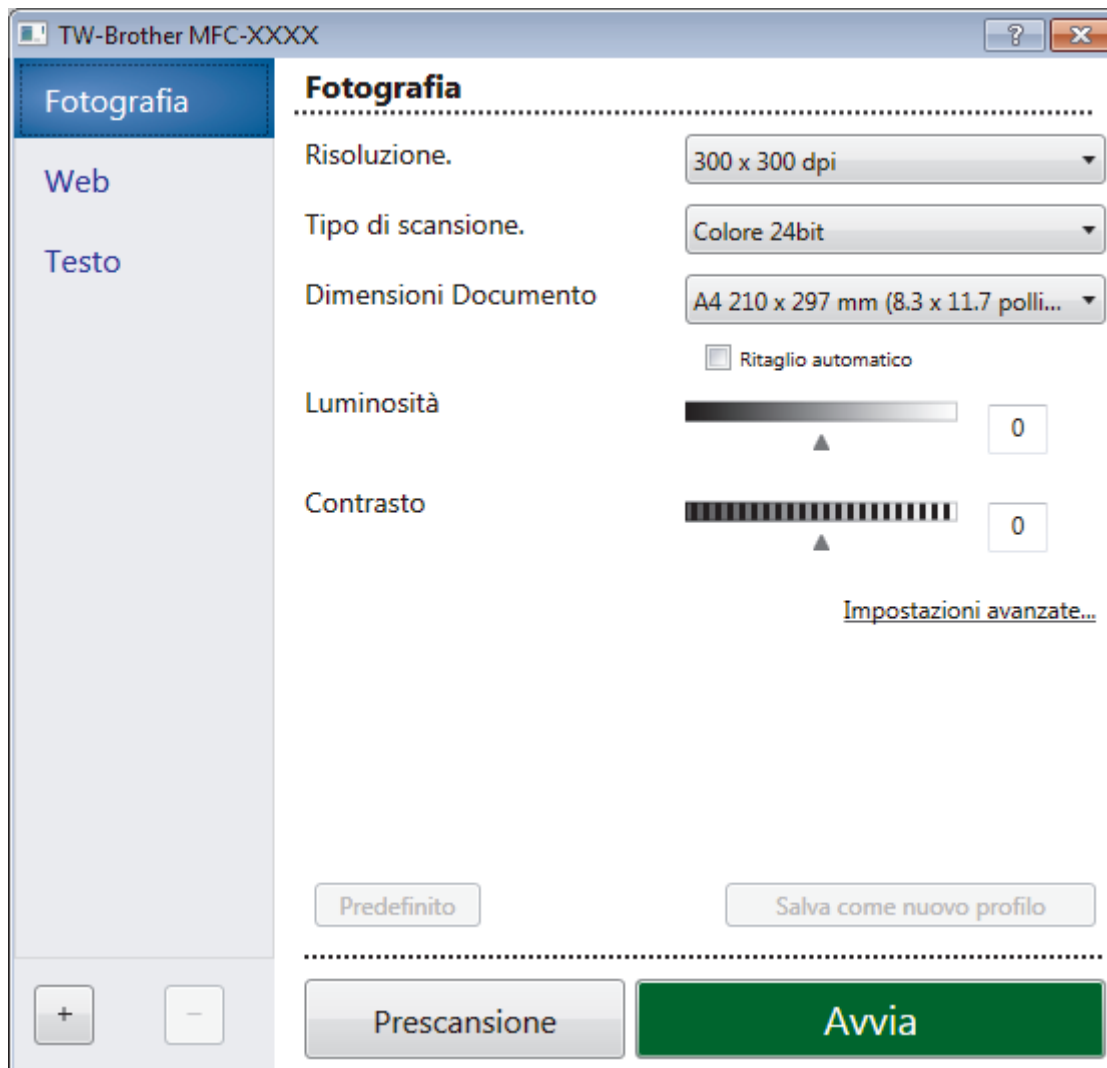 TW-Brother MFC-XXXX
?
Fotografia
Web
Testo
Fotografia
Risoluzione.
300 x 300 dpi
Tipo di scansione.
Colore 24bit
Dimensioni Documento
A4 210 x 297 mm (8.3 x 11.7 polli...
Ritaglio automatico
Luminosità
0
Contrasto
0
Impostazioni avanzate...
Predefinito
Salva come nuovo profilo
+
−
Prescansione
Avvia